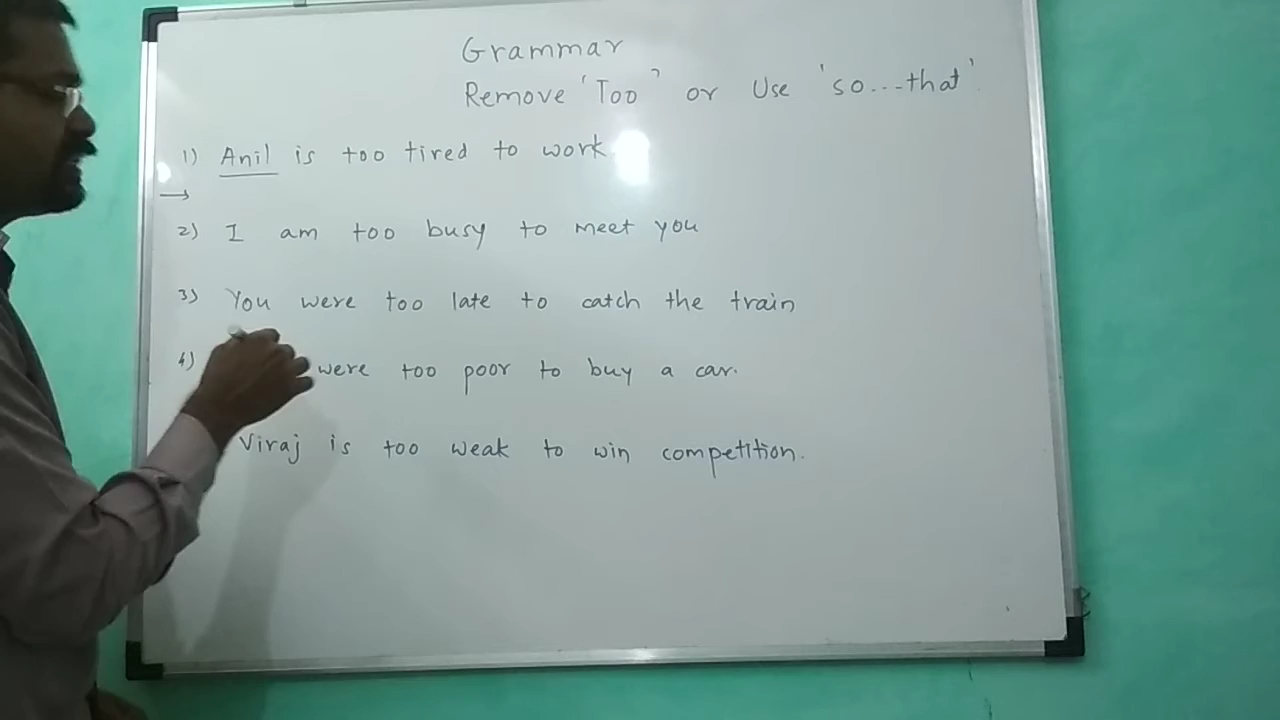 Grammar
Remove 'Too' or Use 'so...that'
1) Anil is too tired to work
→
2) I am too busy to meet you
3) You were too late to catch the train
4) were too poor to buy a car.
Viraj is too weak to win competition.